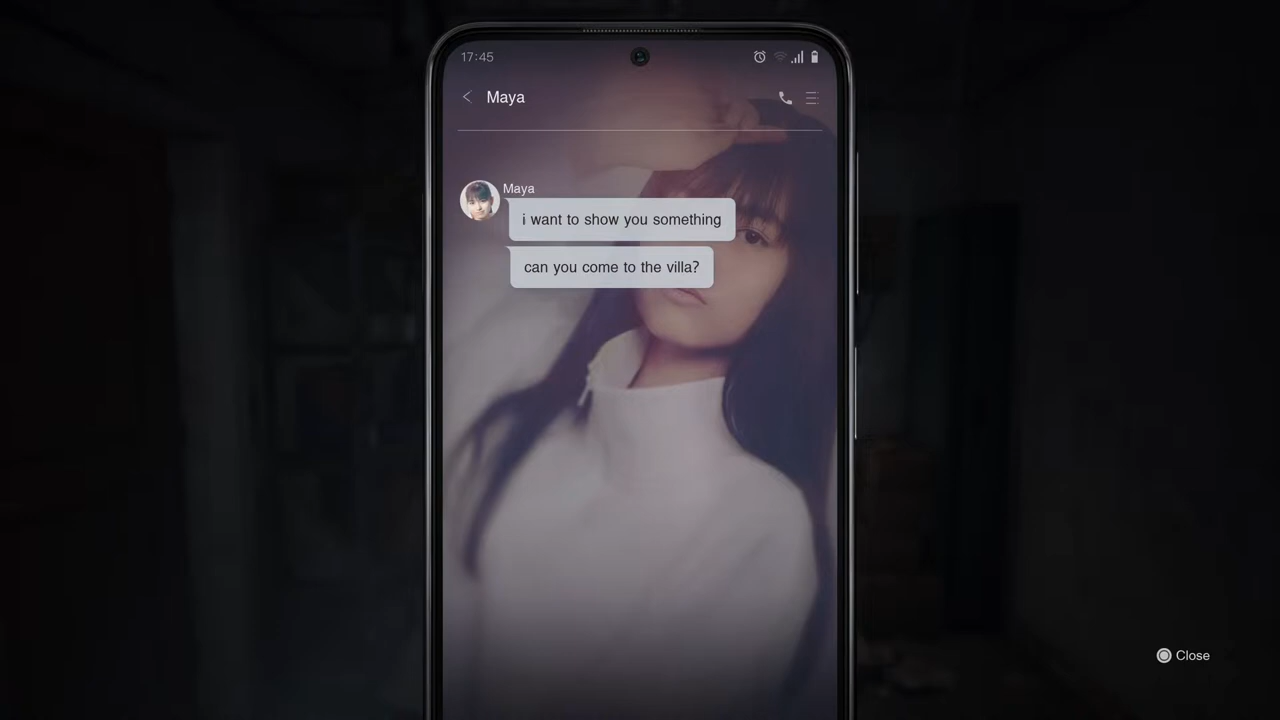 17:45
Maya
Maya
i want to show you something
can you come to the villa?
Close